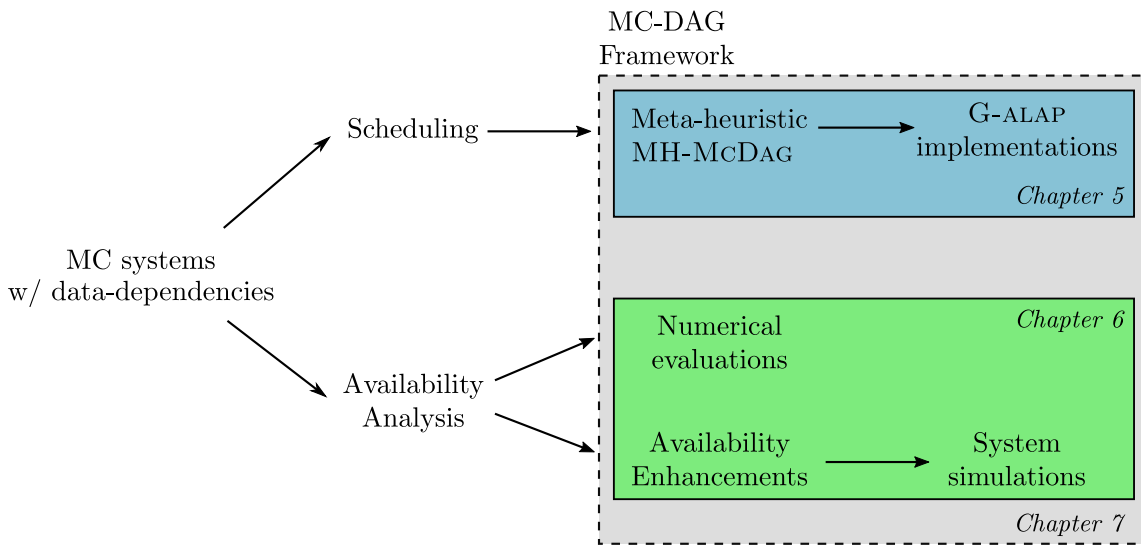 MC-DAG
Framework
Scheduling
Meta-heuristic
MH-McDag
G-alap
implementations
Chapter 5
MC systems
w/ data-dependencies
Chapter 6
Numerical
evaluations
Availability
Analysis
Availability
Enhancements
System
simulations
Chapter 7